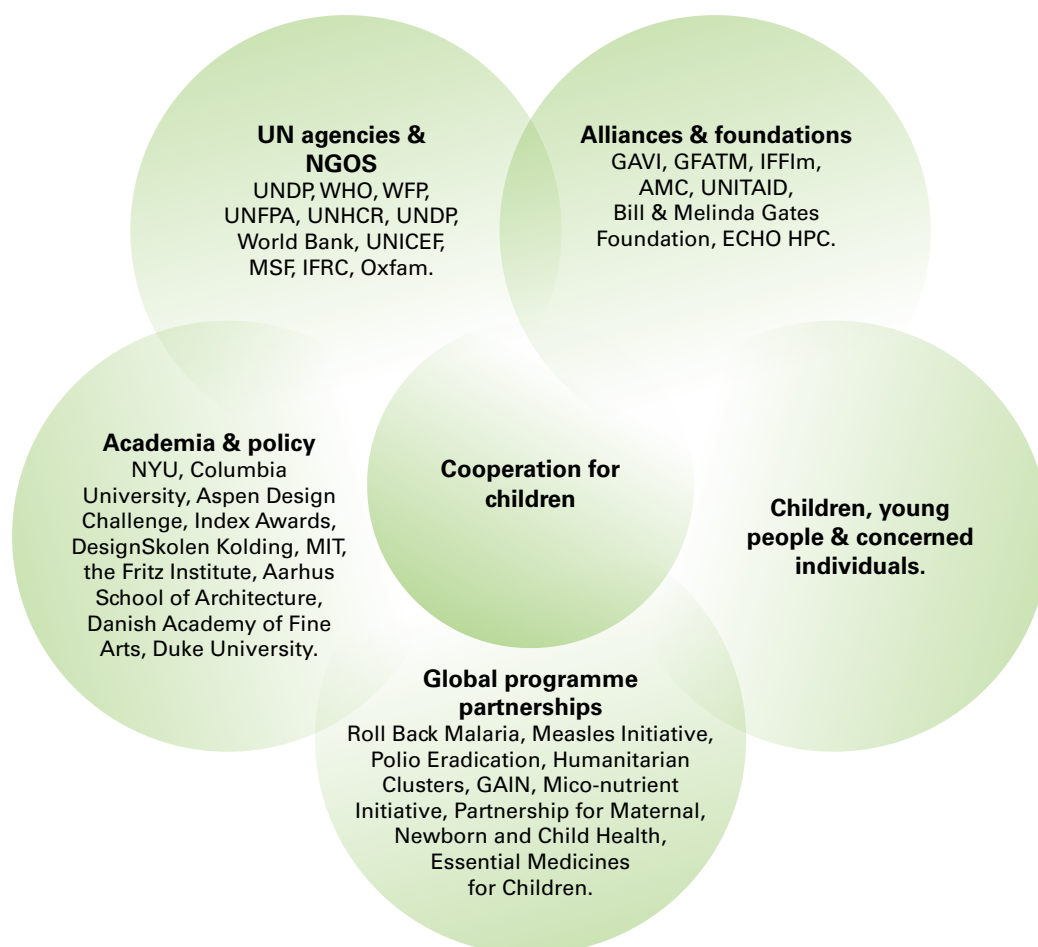 UN agencies &
NGOS
UNDP, WHO, WFP,
UNFPA, UNHCR, UNDP,
World Bank, UNICEF,
MSF, IFRC, Oxfam.
Alliances & foundations
GAVI, GFATM, IFFIm,
AMC, UNITAID,
Bill & Melinda Gates
Foundation, ECHO HPC.
Academia & policy
NYU, Columbia
University, Aspen Design
Challenge, Index Awards,
DesignSkolen Kolding, MIT,
the Fritz Institute, Aarhus
School of Architecture,
Danish Academy of Fine
Arts, Duke University.
Cooperation for
children
Children, young
people & concerned
individuals.
Global programme
partnerships
Roll Back Malaria, Measles Initiative,
Polio Eradication, Humanitarian
Clusters, GAIN, Mico-nutrient
Initiative, Partnership for Maternal,
Newborn and Child Health,
Essential Medicines
for Children.